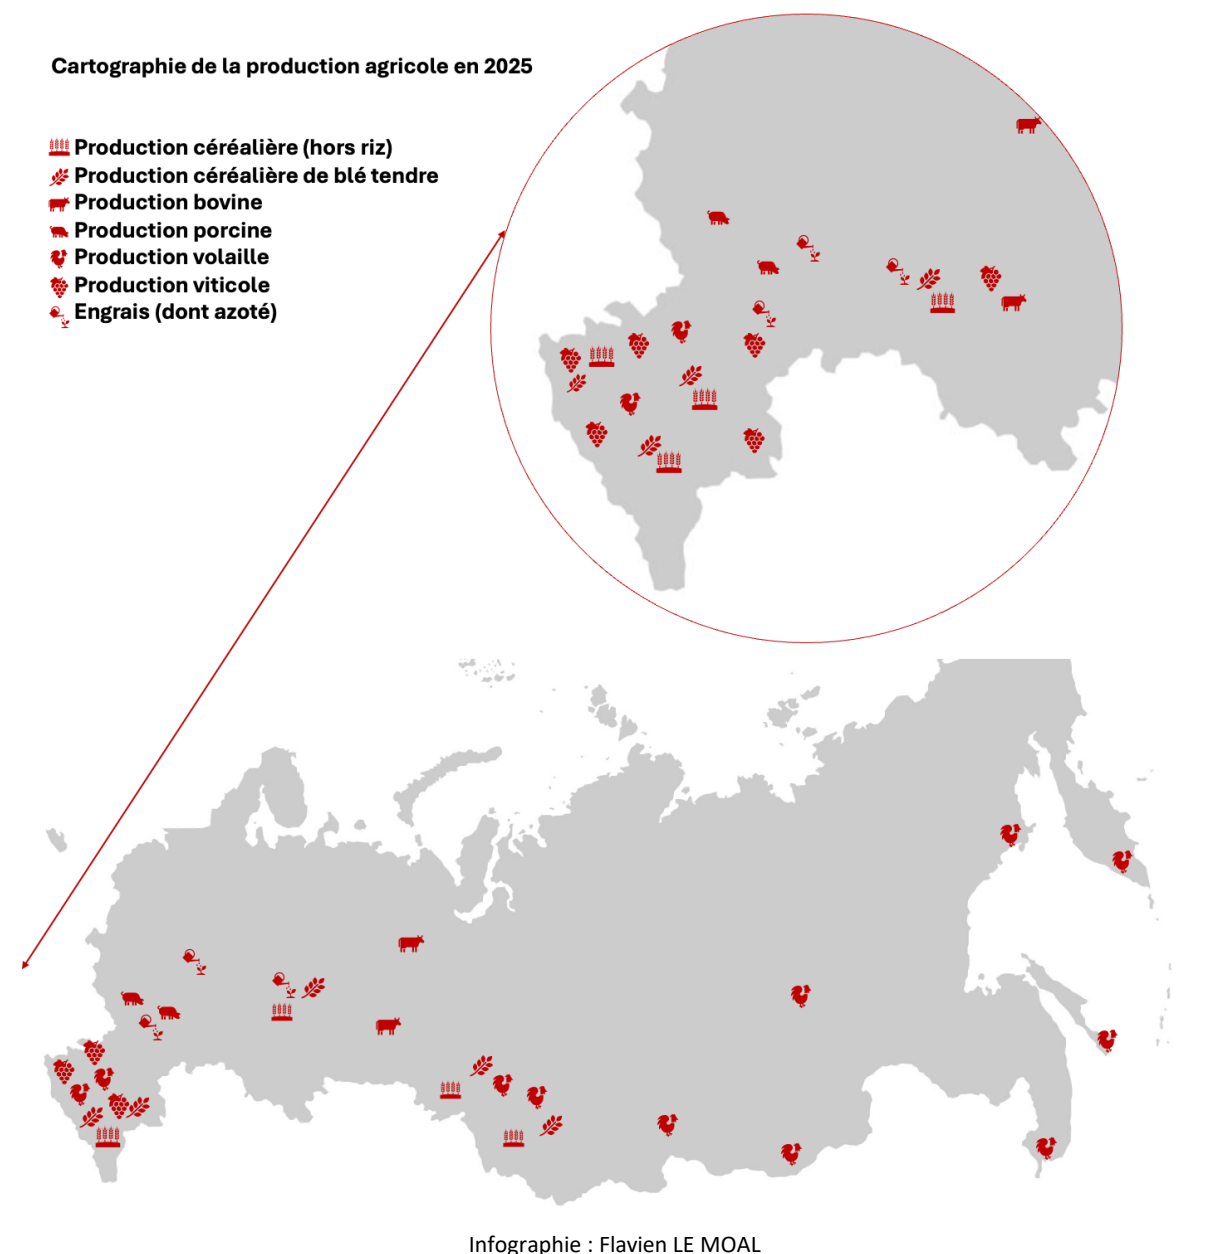 Cartographie de la production agricole en 2025
Production céréalière (hors riz)
Production céréalière de blé tendre
Production bovine
Production porcine
Production volaille
Production viticole
Engrais (dont azoté)
Infographie : Flavien LE MOAL